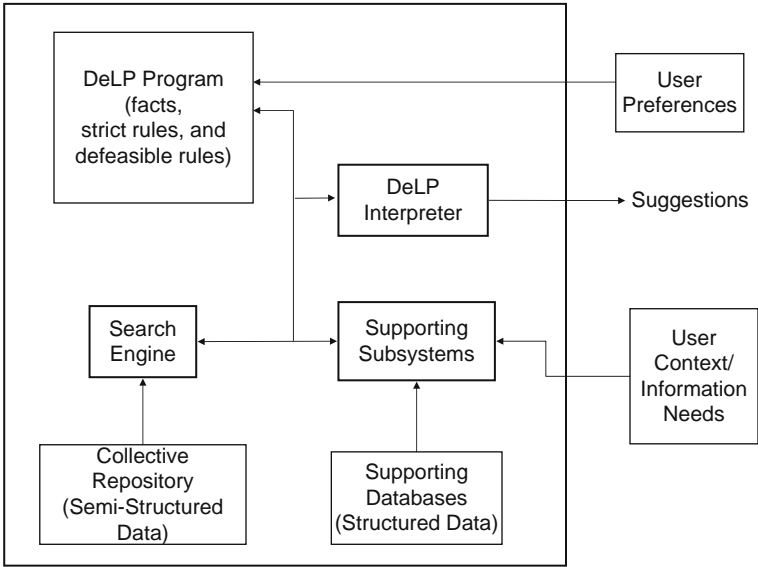 DeLP Program
(facts,
strict rules, and
defeasible rules)
User
Preferences
DeLP
Interpreter
Suggestions
Search
Engine
Supporting
Subsystems
User
Context/
Information
Needs
Collective
Repository
(Semi-Structured
Data)
Supporting
Databases
(Structured Data)